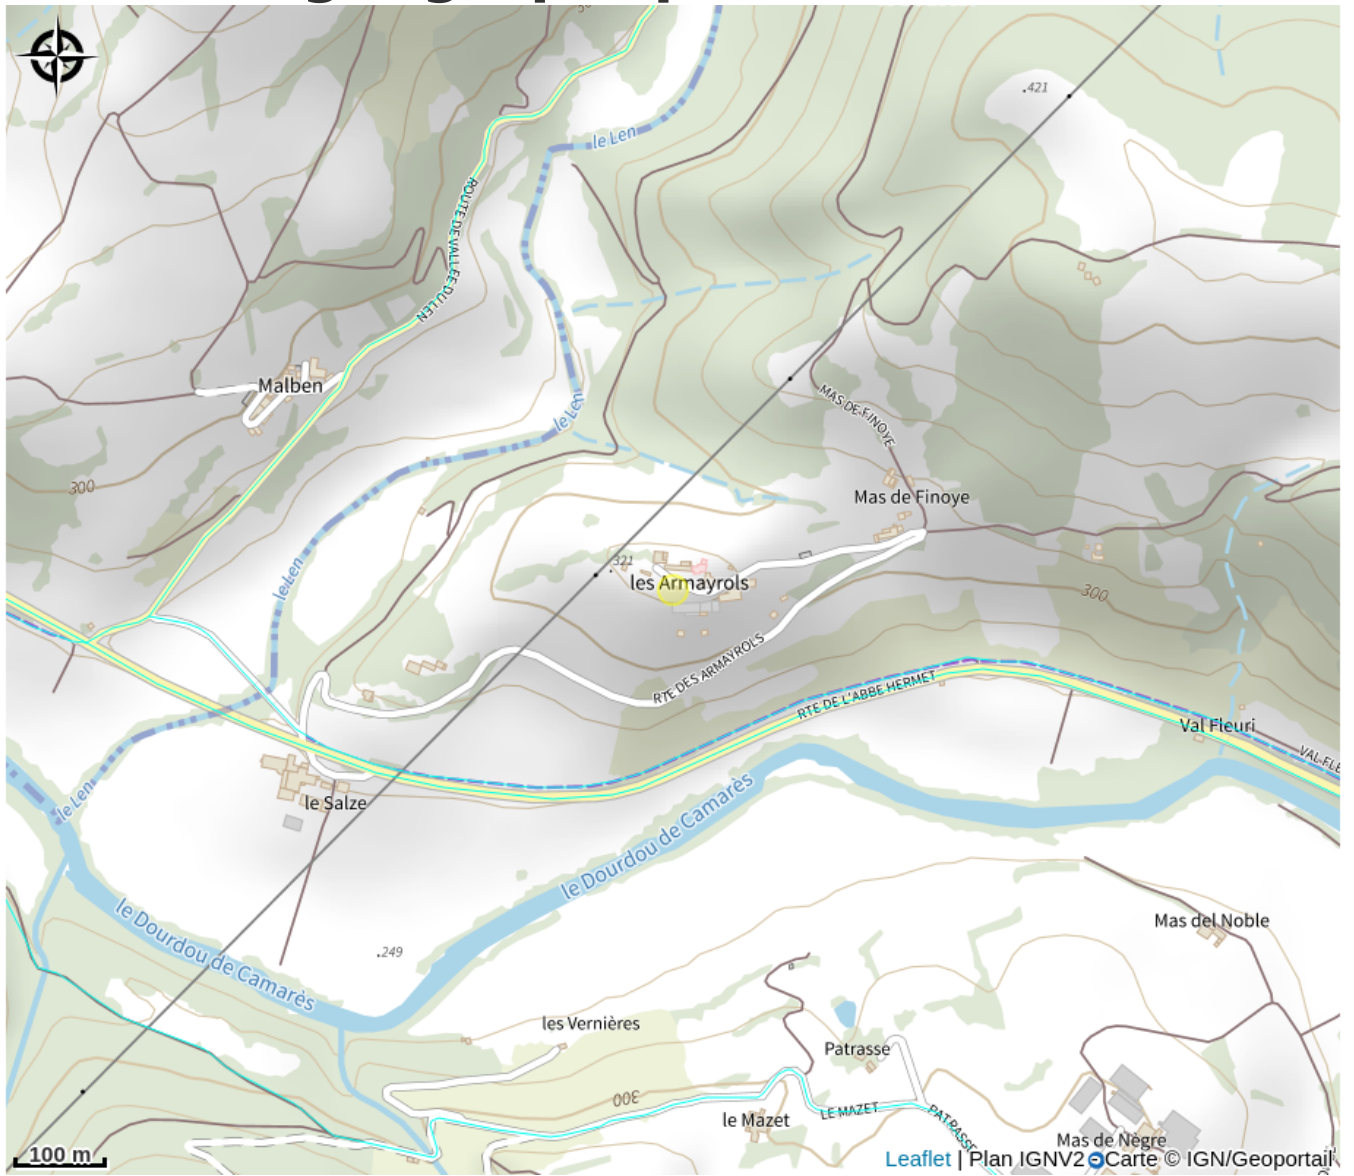 421
le Len
ROUTE DE VALLÉE DU LEN
Malben
MAS DE FINOYE
le Len
300
Mas de Finoye
321
les Armayrols
le Len
300
RTE DES ARMAYROLS
RTE DE L'ABBE HERMET
Val Fleuri
VAL-FLE
le Len
le Salze
le Dourdou de Camarès
le Dourdou de Camarès
249
Mas del Noble
les Vernières
Patrasse
300
le Mazet
LE MAZET
PATRASSE
Mas de Nègre
100 m
Leaflet | Plan IGNV2 Carte © IGN/Geoportail